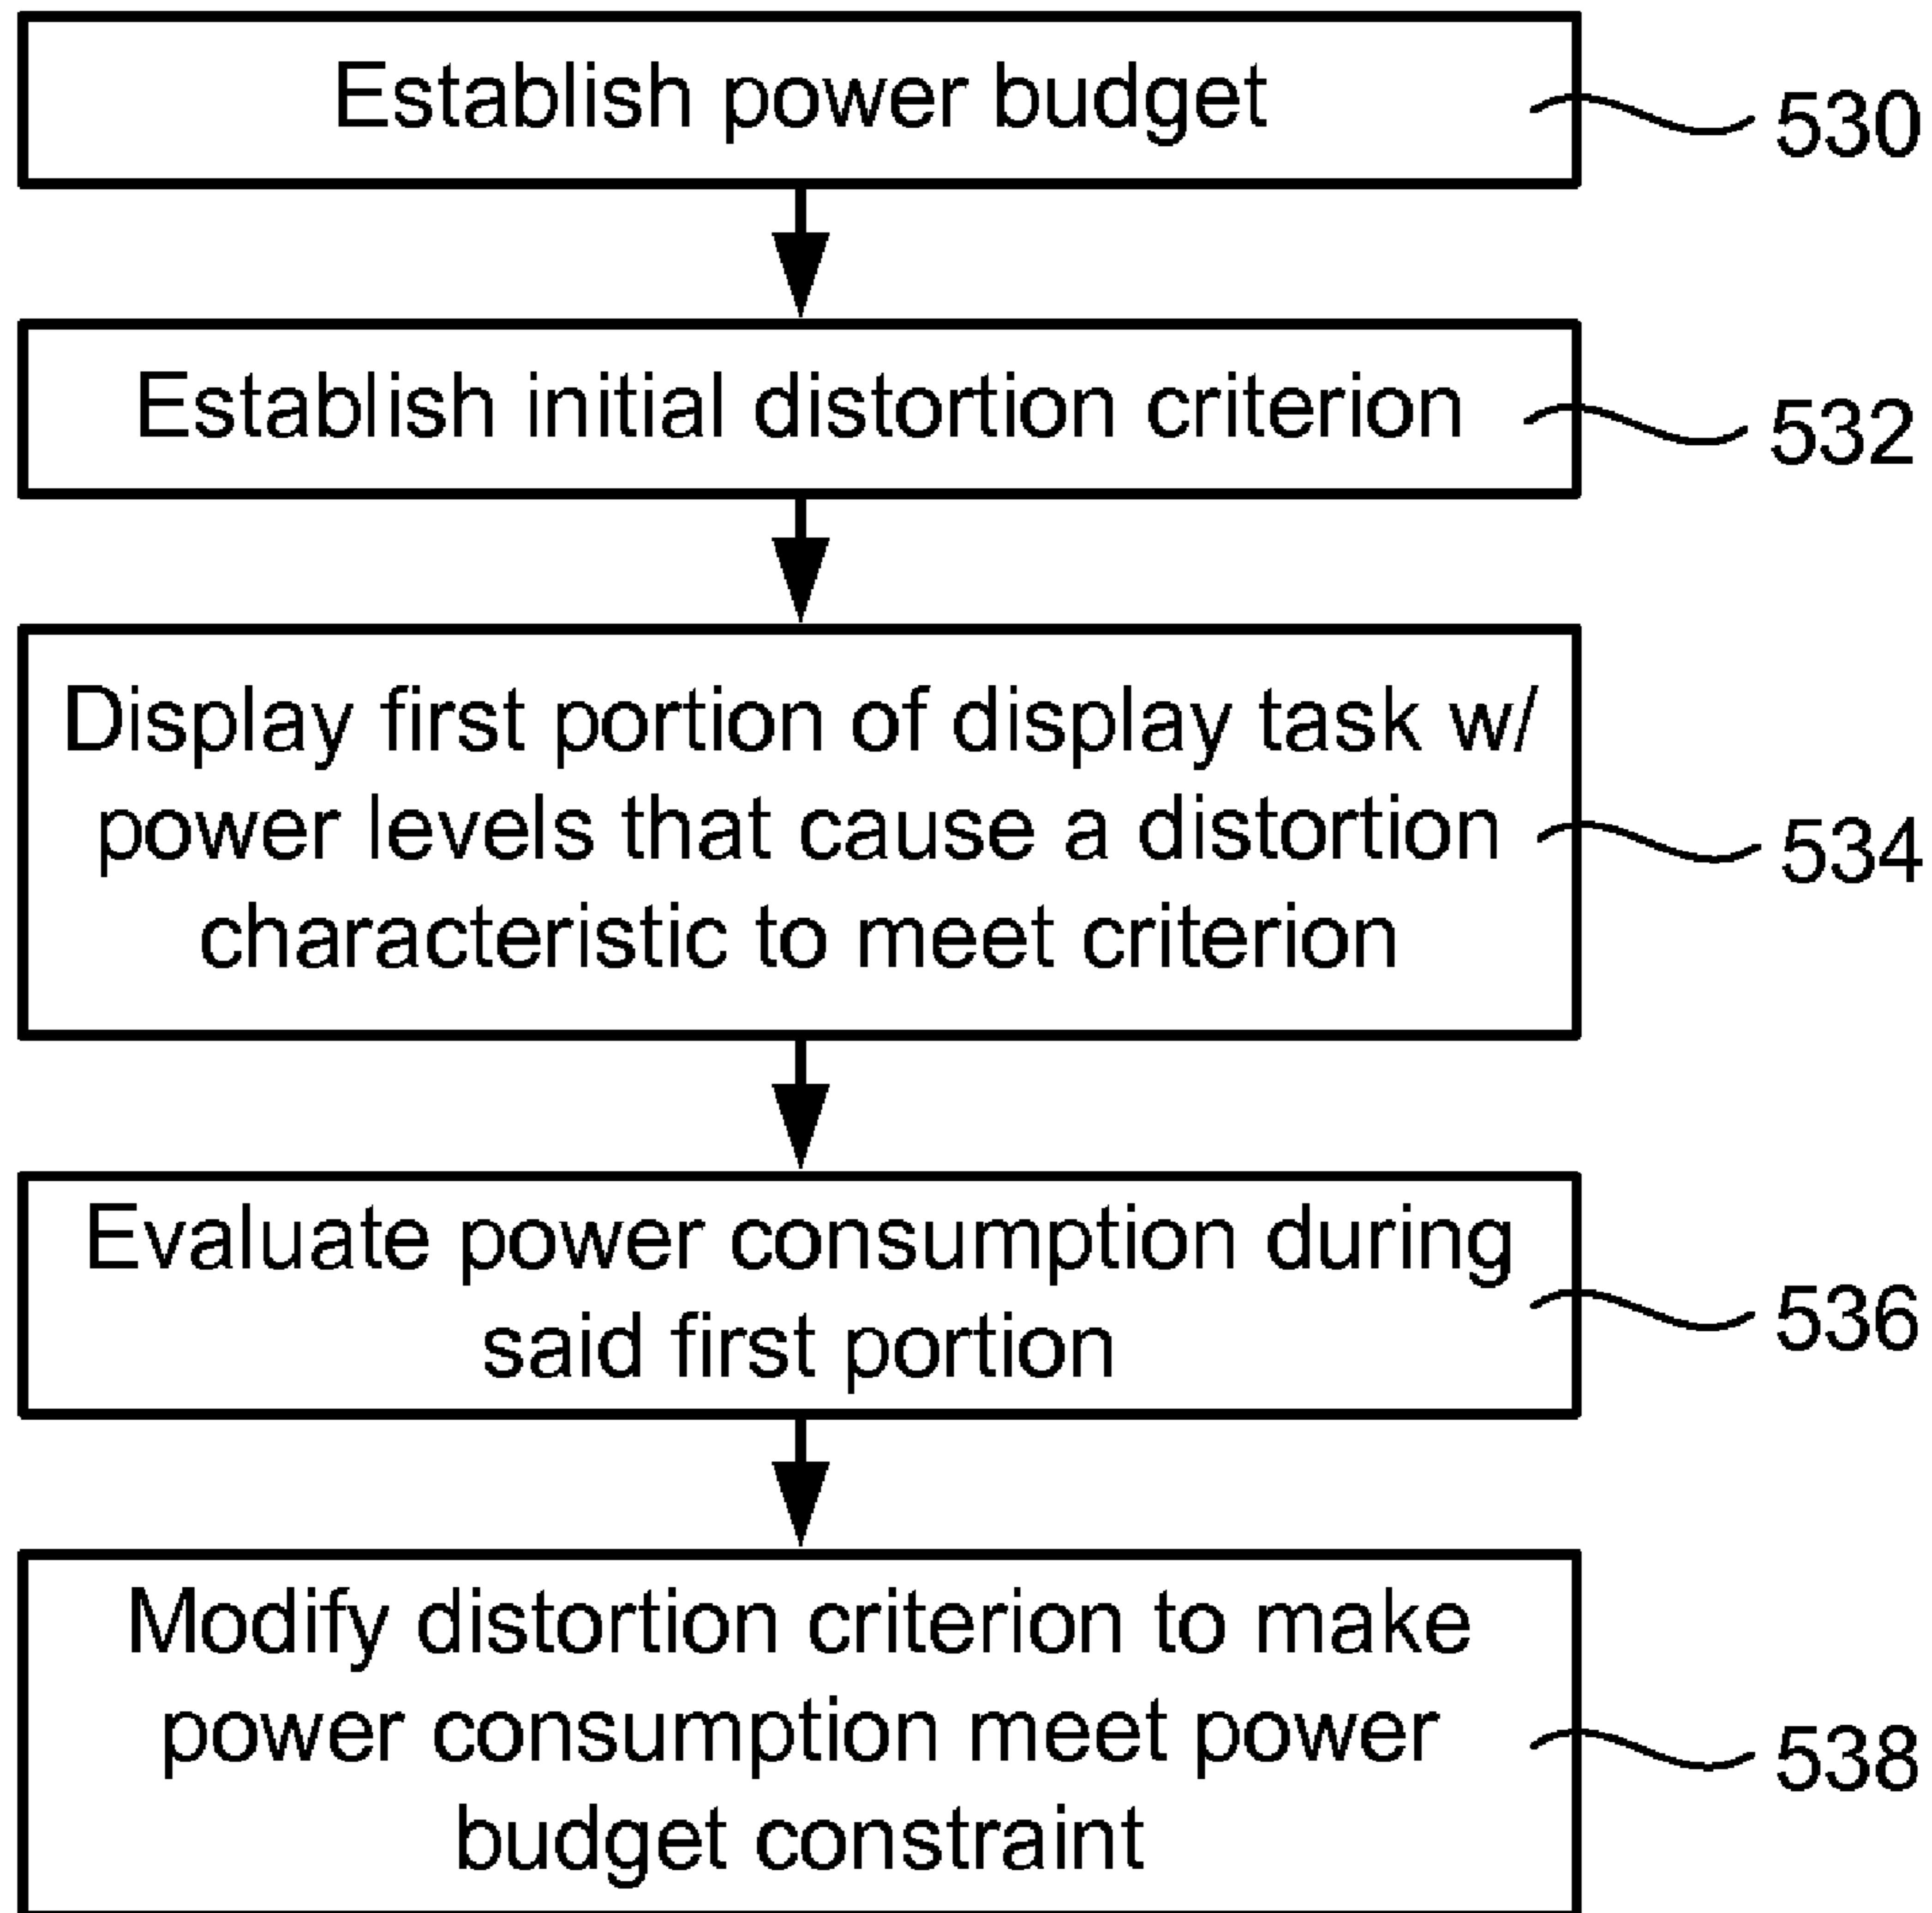 Establish power budget
530
Establish initial distortion criterion
532
Display first portion of display task w/
power levels that cause a distortion
characteristic to meet criterion
534
Evaluate power consumption during
said first portion
536
Modify distortion criterion to make
power consumption meet power
budget constraint
538